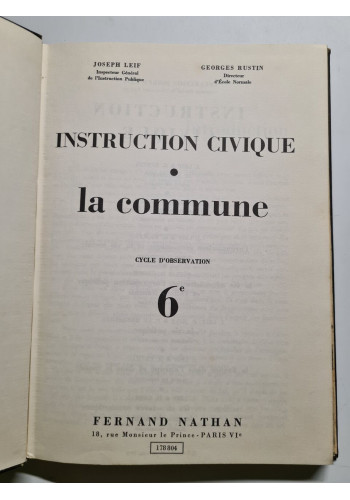 JOSEPH LEIF
Inspecteur Général
de l'Instruction Publique
GEORGES RUSTIN
Directeur
d'École Normale
INSTRUCTION CIVIQUE
•
la commune
CYCLE D'OBSERVATION
6e
FERNAND NATHAN
18, rue Monsieur le Prince - PARIS VIe
170804